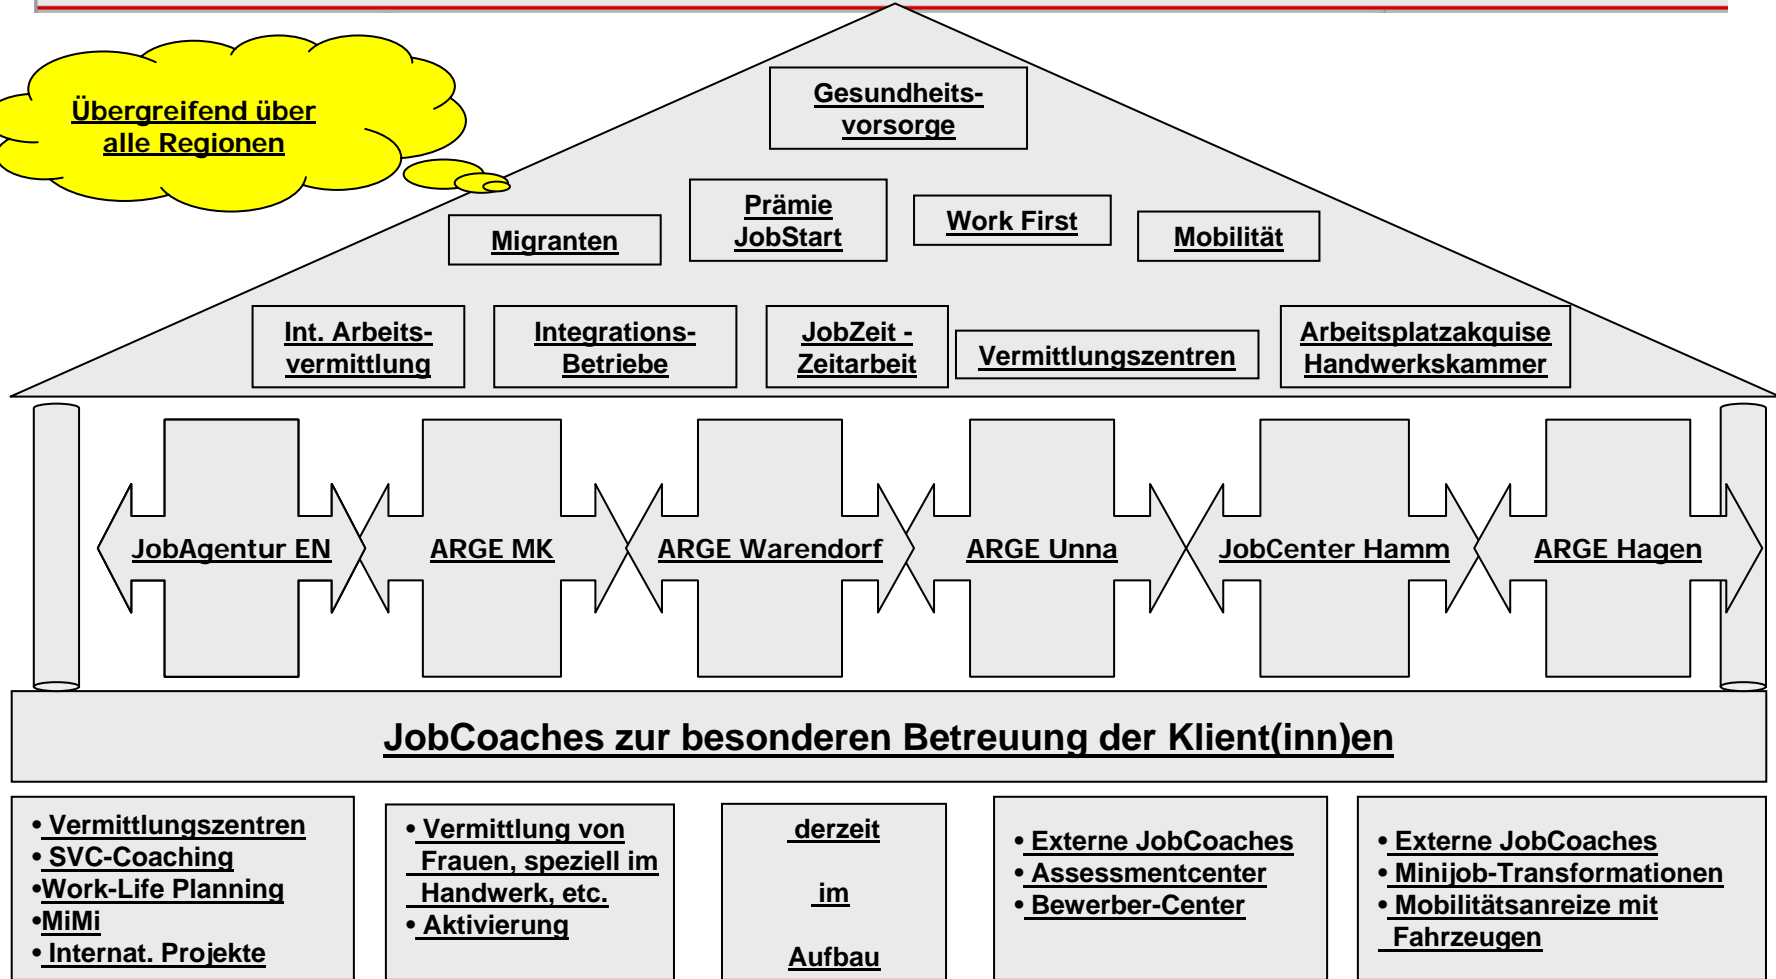 Übergreifend über
alle Regionen
Gesundheits-
vorsorge
Migranten
Prämie
JobStart
Work First
Mobilität
Int. Arbeits-
vermittlung
Integrations-
Betriebe
JobZeit -
Zeitarbeit
Vermittlungszentren
Arbeitsplatzakquise
Handwerkskammer
JobAgentur EN
ARGE MK
ARGE Warendorf
ARGE Unna
JobCenter Hamm
ARGE Hagen
JobCoaches zur besonderen Betreuung der Klient(inn)en
• Vermittlungszentren
• SVC-Coaching
•Work-Life Planning
•MiMi
• Internat. Projekte
• Vermittlung von
Frauen, speziell im
Handwerk, etc.
• Aktivierung
derzeit
im
Aufbau
• Externe JobCoaches
• Assessmentcenter
• Bewerber-Center
• Externe JobCoaches
• Minijob-Transformationen
• Mobilitätsanreize mit
Fahrzeugen